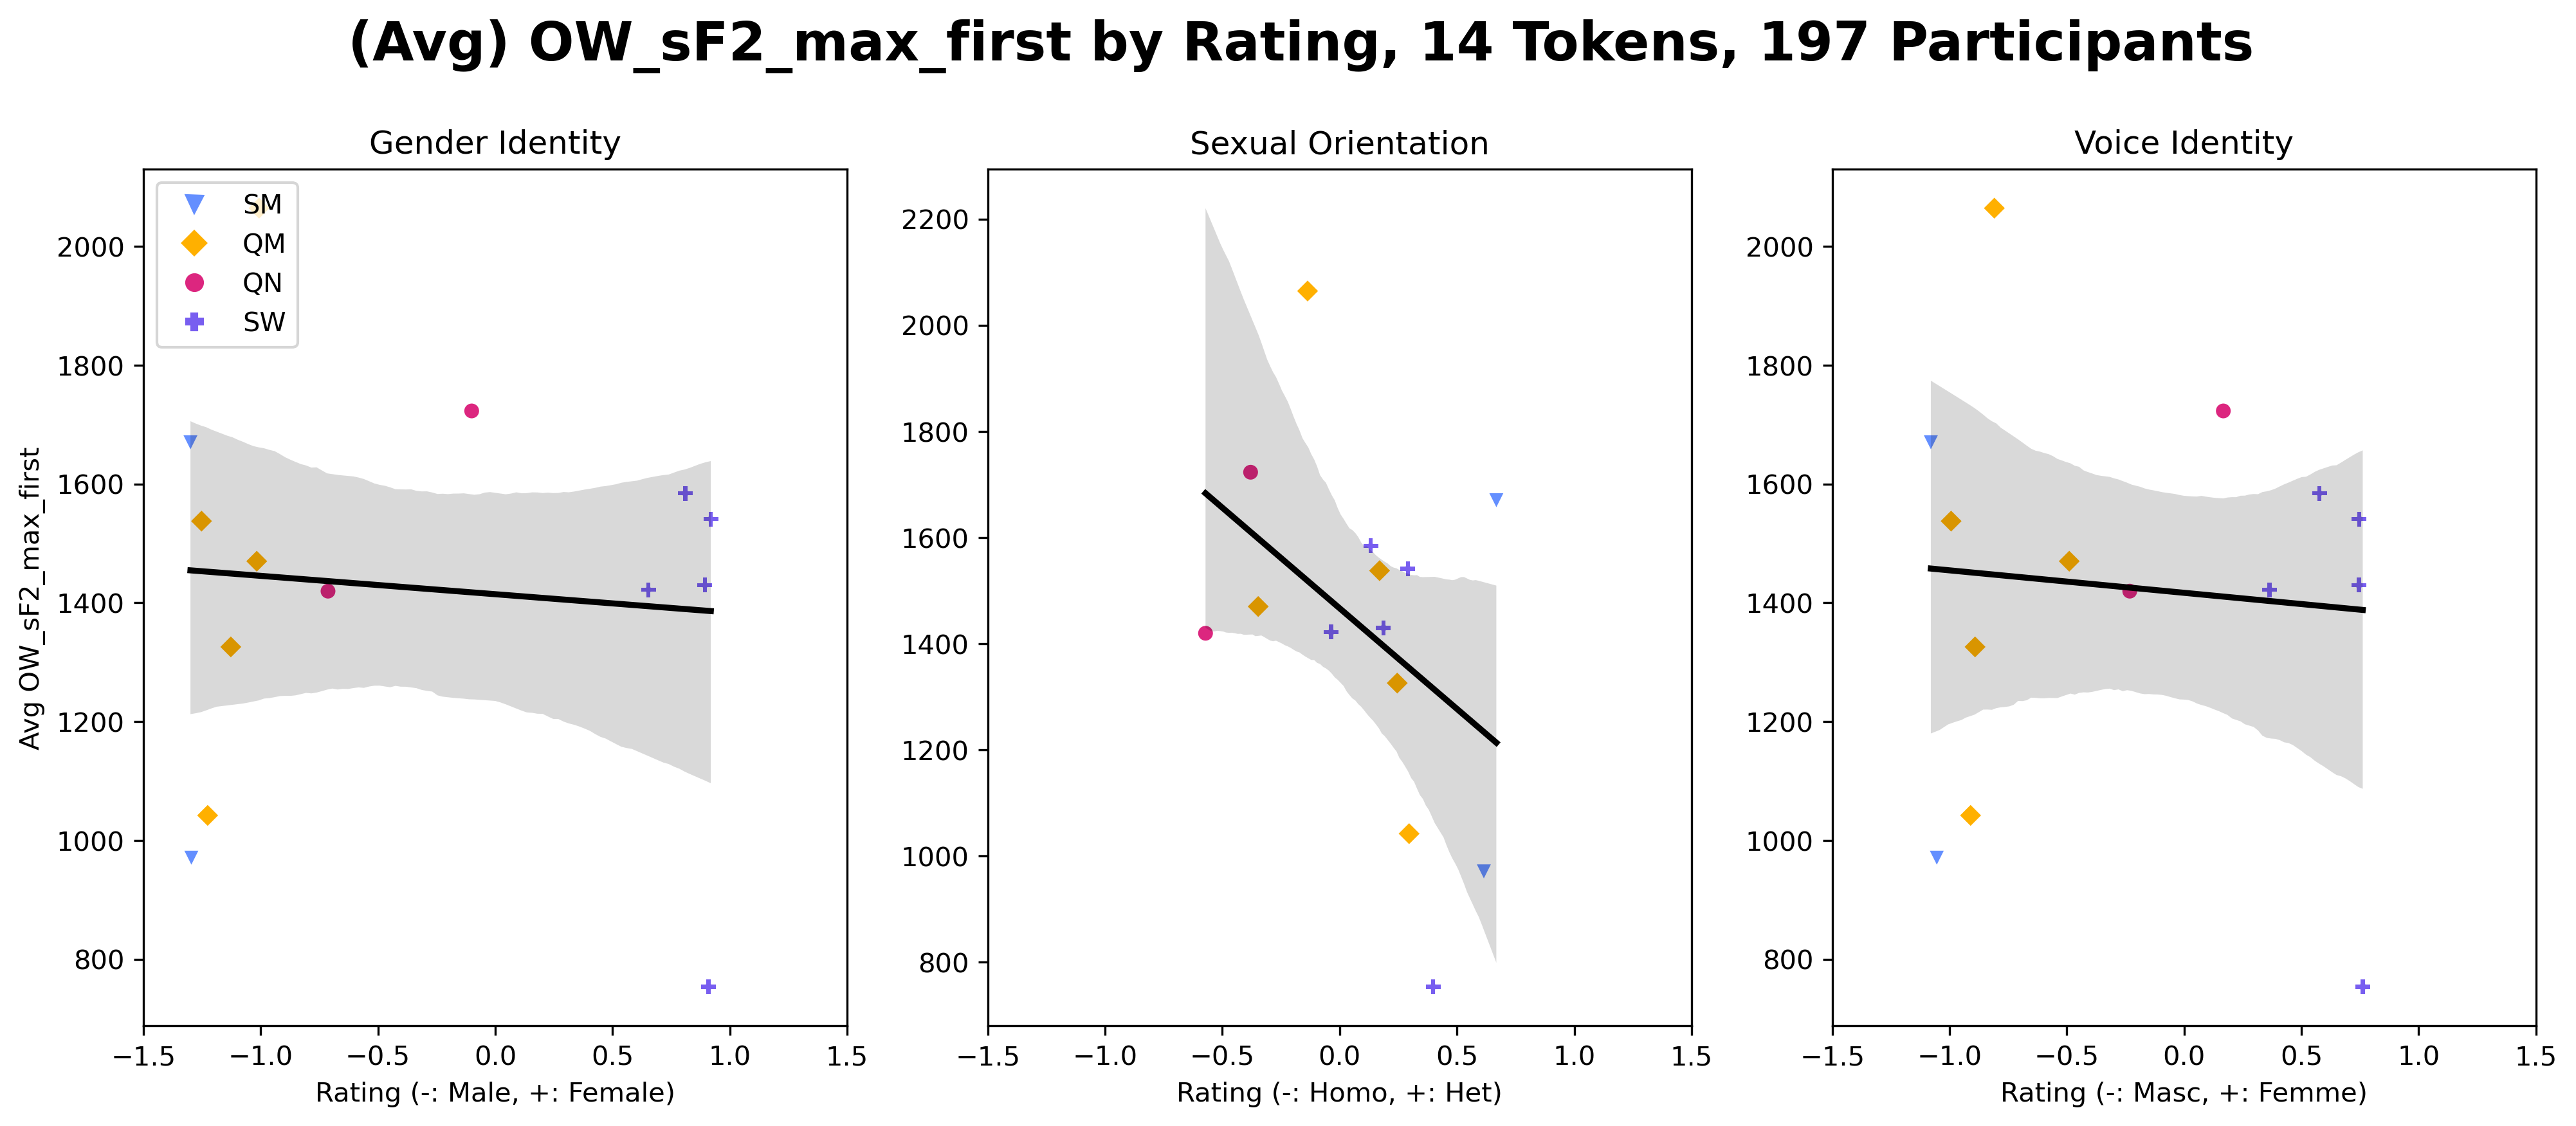 (Avg) OW_sF2_max_first by Rating, 14 Tokens, 197 Participants
Gender Identity
Sexual Orientation
Voice Identity
SM
QM
QN
SW
Avg OW_sF2_max_first
2000
1800
1600
1400
1200
1000
800
−1.5 −1.0 −0.5 0.0 0.5 1.0 1.5
Rating (-: Male, +: Female)
2200
2000
1800
1600
1400
1200
1000
800
−1.5 −1.0 −0.5 0.0 0.5 1.0 1.5
Rating (-: Homo, +: Het)
2000
1800
1600
1400
1200
1000
800
−1.5 −1.0 −0.5 0.0 0.5 1.0 1.5
Rating (-: Masc, +: Femme)